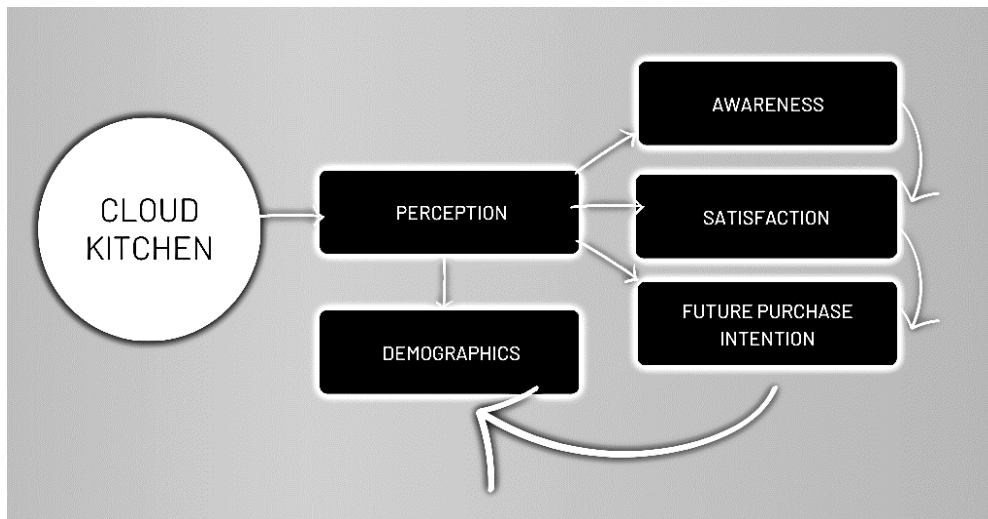 CLOUD
KITCHEN
PERCEPTION
DEMOGRAPHICS
AWARENESS
SATISFACTION
FUTURE PURCHASE
INTENTION